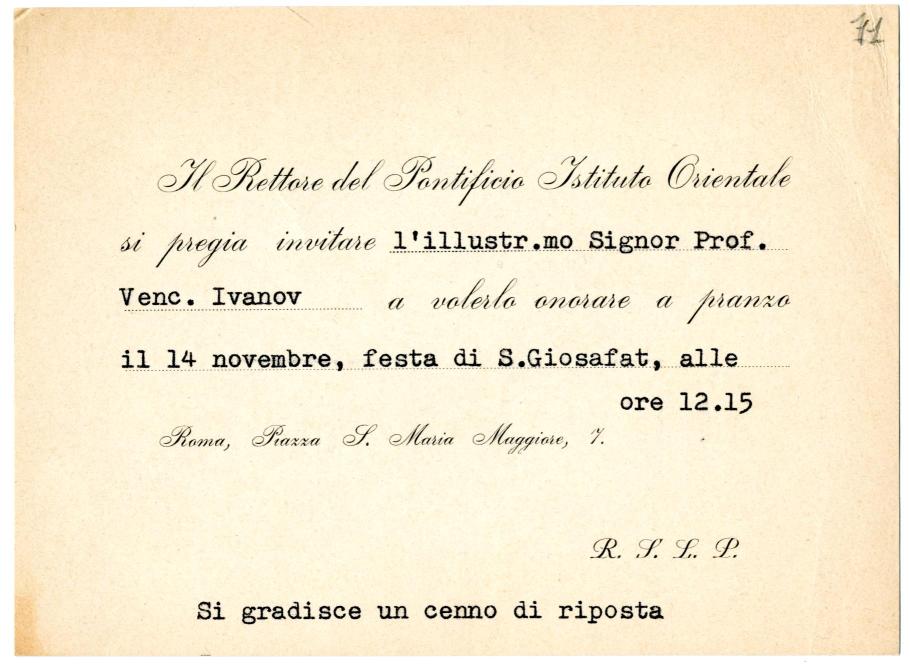 71
Il Rettore del Pontificio Istituto Orientale
si pregia invitare l'illustr.mo Signor Prof.
Venc. Ivanov a volerlo onorare a pranzo
il 14 novembre, festa di S.Giosafat, alle
ore 12.15
Roma, Piazza S. Maria Maggiore, 7.
R. S. L. P.
Si gradisce un cenno di riposta